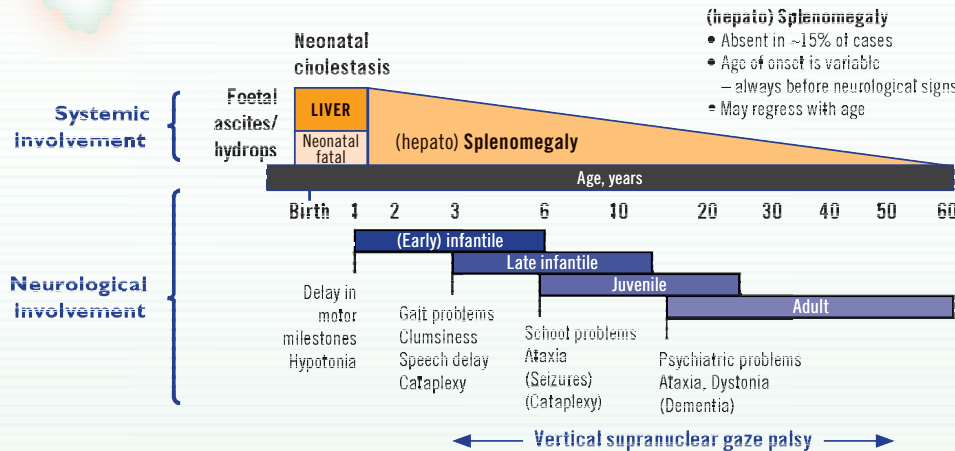 (hepato) Splenomegaly
• Absent in ~15% of cases
• Age of onset is variable
– always before neurological signs
• May regress with age
Neonatal
cholestasis
Systemic
involvement
Foetal
ascites/
hydrops
LIVER
Neonatal
fatal
(hepato) Splenomegaly
Age, years
Birth 1 2 3 6 10 20 30 40 50 60
Neurological
involvement
(Early) infantile
Late infantile
Juvenile
Adult
Delay in
motor
milestones
Hypotonia
Gait problems
Clumsiness
Speech delay
Cataplexy
School problems
Ataxia
(Seizures)
(Cataplexy)
Psychiatric problems
Ataxia, Dystonia
(Dementia)
Vertical supranuclear gaze palsy